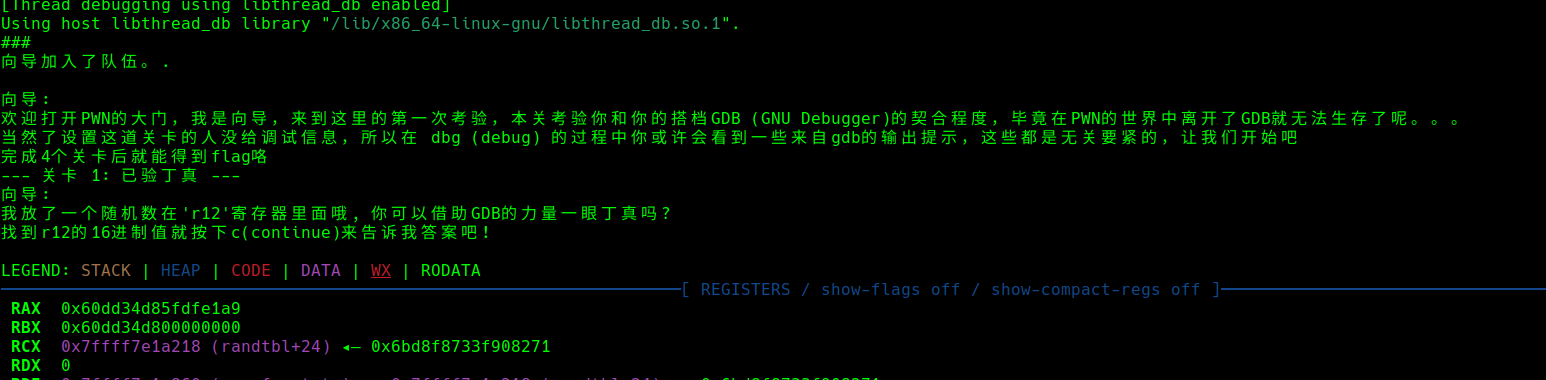 [Thread debugging using libthread_db enabled]
Using host libthread_db library "/lib/x86_64-linux-gnu/libthread_db.so.1".
###
向导加入了队伍。.
向导:
欢迎打开PWN的大门, 我是向导, 来到这里的第一次考验, 本关考验你和你的搭档GDB (GNU Debugger)的契合程度, 毕竟在PWN的世界中离开了GDB就无法生存了呢。。。
当然了设置这道关卡的人没给调试信息, 所以在 dbg (debug) 的过程中你或许会看到一些来自gdb的输出提示, 这些都是无关要紧的, 让我们开始吧
完成4个关卡后就能得到flag咯
--- 关卡 1: 已验丁真 ---
向导:
我放了一个随机数在'r12'寄存器里面哦, 你可以借助GDB的力量一眼丁真吗?
找到r12的16进制值就按下c(continue)来告诉我答案吧!
LEGEND: STACK | HEAP | CODE | DATA | WX | RODATA
[ REGISTERS / show-flags off / show-compact-regs off ]
RAX 0x60dd34d85fdfe1a9
RBX 0x60dd34d800000000
RCX 0x7ffff7e1a218 (randtbl+24) ◂— 0x6bd8f8733f908271
RDX 0